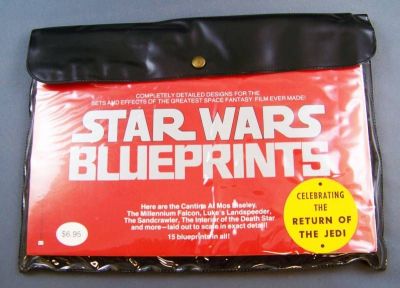 COMPLETELY DETAILED DESIGNS FOR THE
SETS AND EFFECTS OF THE GREATEST SPACE FANTASY FILM EVER MADE!
STAR WARS
BLUEPRINTS
Here are the Cantina At Mos Eiseley,
The Millennium Falcon, Luke's Landspeeder,
The Sandcrawler, The Interior of the Death Star
and more—laid out to scale in exact detail!
15 blueprints in all!
$6.95
CELEBRATING
THE
RETURN OF
THE JEDI